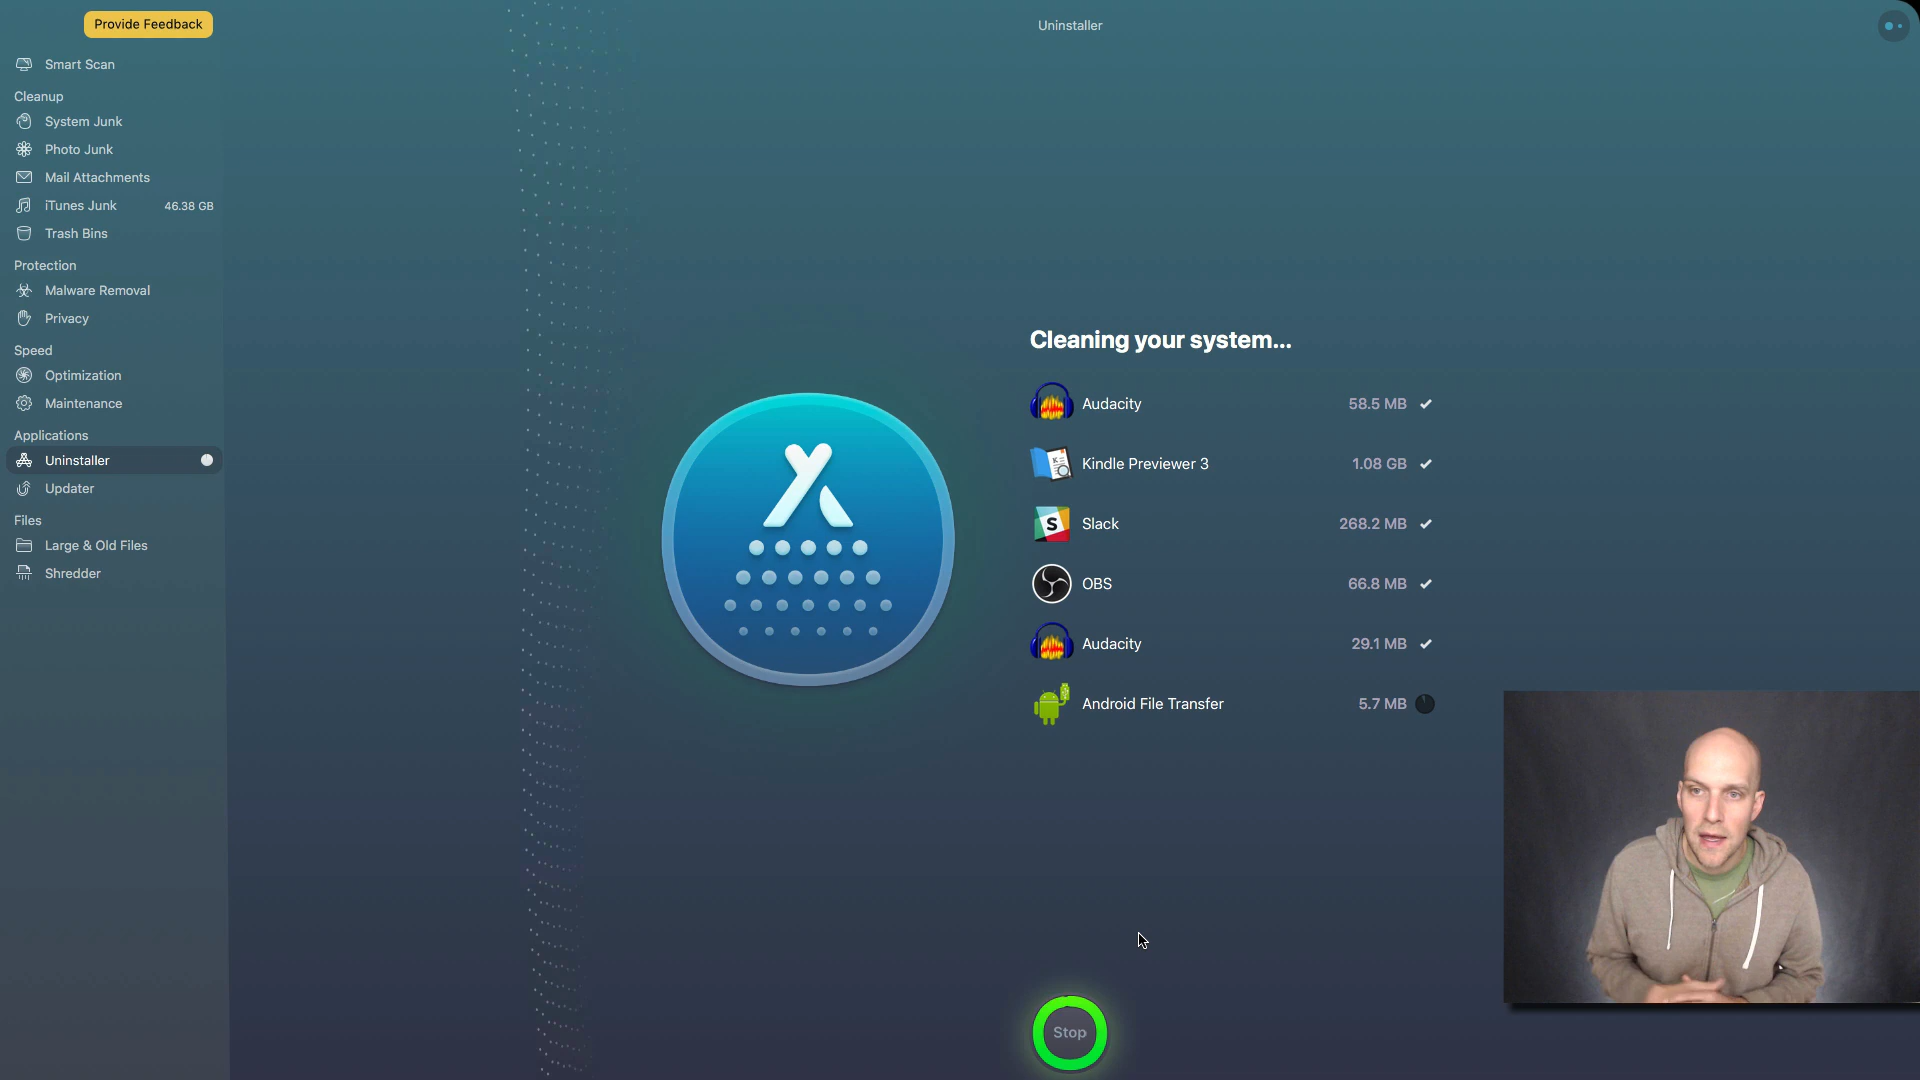 Provide Feedback
Uninstaller
Smart Scan
Cleanup
System Junk
Photo Junk
Mail Attachments
iTunes Junk 46.38 GB
Trash Bins
Protection
Malware Removal
Privacy
Speed
Optimization
Maintenance
Applications
Uninstaller
Updater
Files
Large & Old Files
Shredder
Cleaning your system...
Audacity 58.5 MB
Kindle Previewer 3 1.08 GB
Slack 268.2 MB
OBS 66.8 MB
Audacity 29.1 MB
Android File Transfer 5.7 MB
Stop